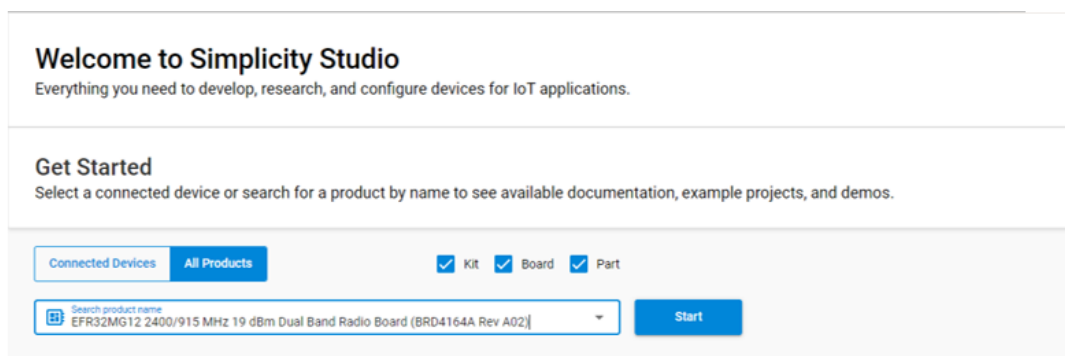 Welcome to Simplicity Studio
Everything you need to develop, research, and configure devices for IoT applications.
Get Started
Select a connected device or search for a product by name to see available documentation, example projects, and demos.
Connected Devices All Products Kit Board Part
Search product name
EFR32MG12 2400/915 MHz 19 dBm Dual Band Radio Board (BRD4164A Rev A02) Start